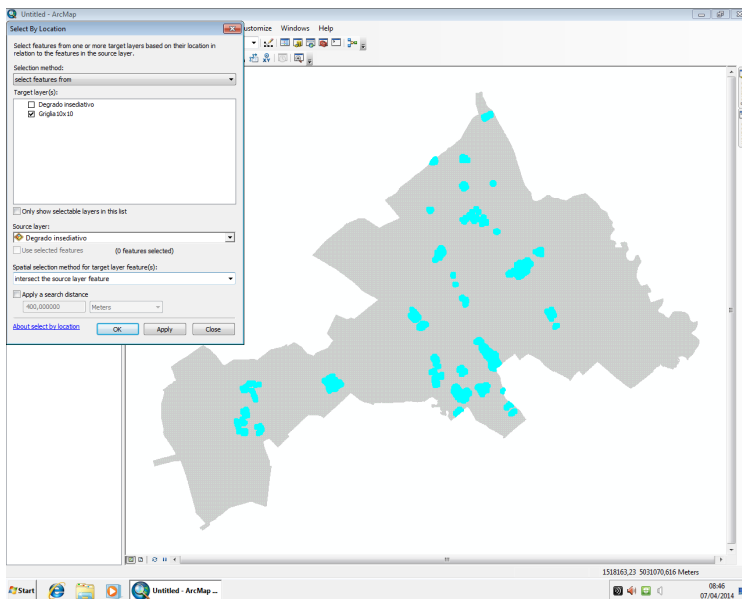 Untitled - ArcMap
Select By Location
ustomize Windows Help
Select features from one or more target layers based on their location in
relation to the features in the source layer.
Selection method:
select features from
Target layer(s):
Degrado insediativo
Griglia10x10
Only show selectable layers in this list
Source layer:
Degrado insediativo
Use selected features (0 features selected)
Spatial selection method for target layer feature(s):
intersect the source layer feature
Apply a search distance
400,000000 Meters
About select by location OK Apply Close
1518163,23 5031070,616 Meters
Start Untitled - ArcMap ... 08:46
07/04/2014